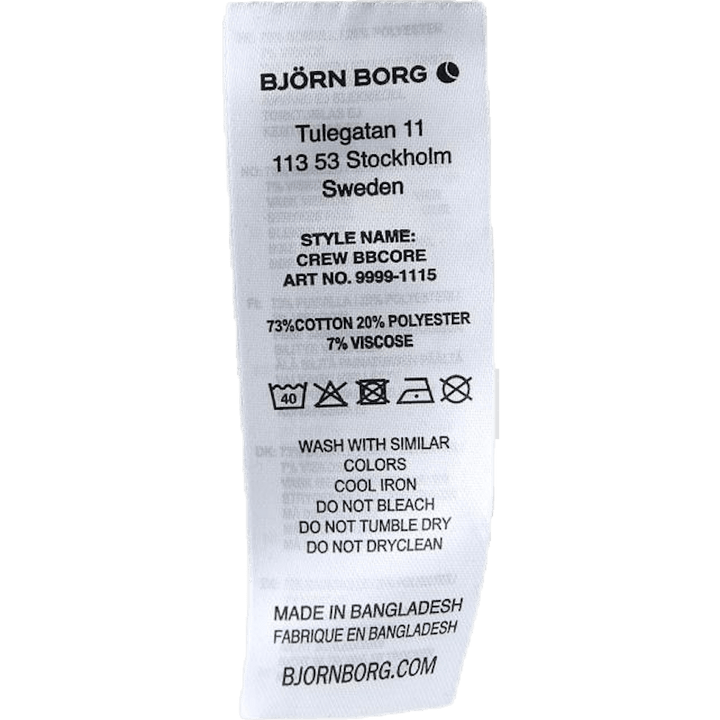 BJÖRN BORG
Tulegatan 11
113 53 Stockholm
Sweden
STYLE NAME:
CREW BBCORE
ART NO. 9999-1115
73%COTTON 20% POLYESTER
7% VISCOSE
40
WASH WITH SIMILAR
COLORS
COOL IRON
DO NOT BLEACH
DO NOT TUMBLE DRY
DO NOT DRYCLEAN
MADE IN BANGLADESH
FABRIQUE EN BANGLADESH
BJORNBORG.COM